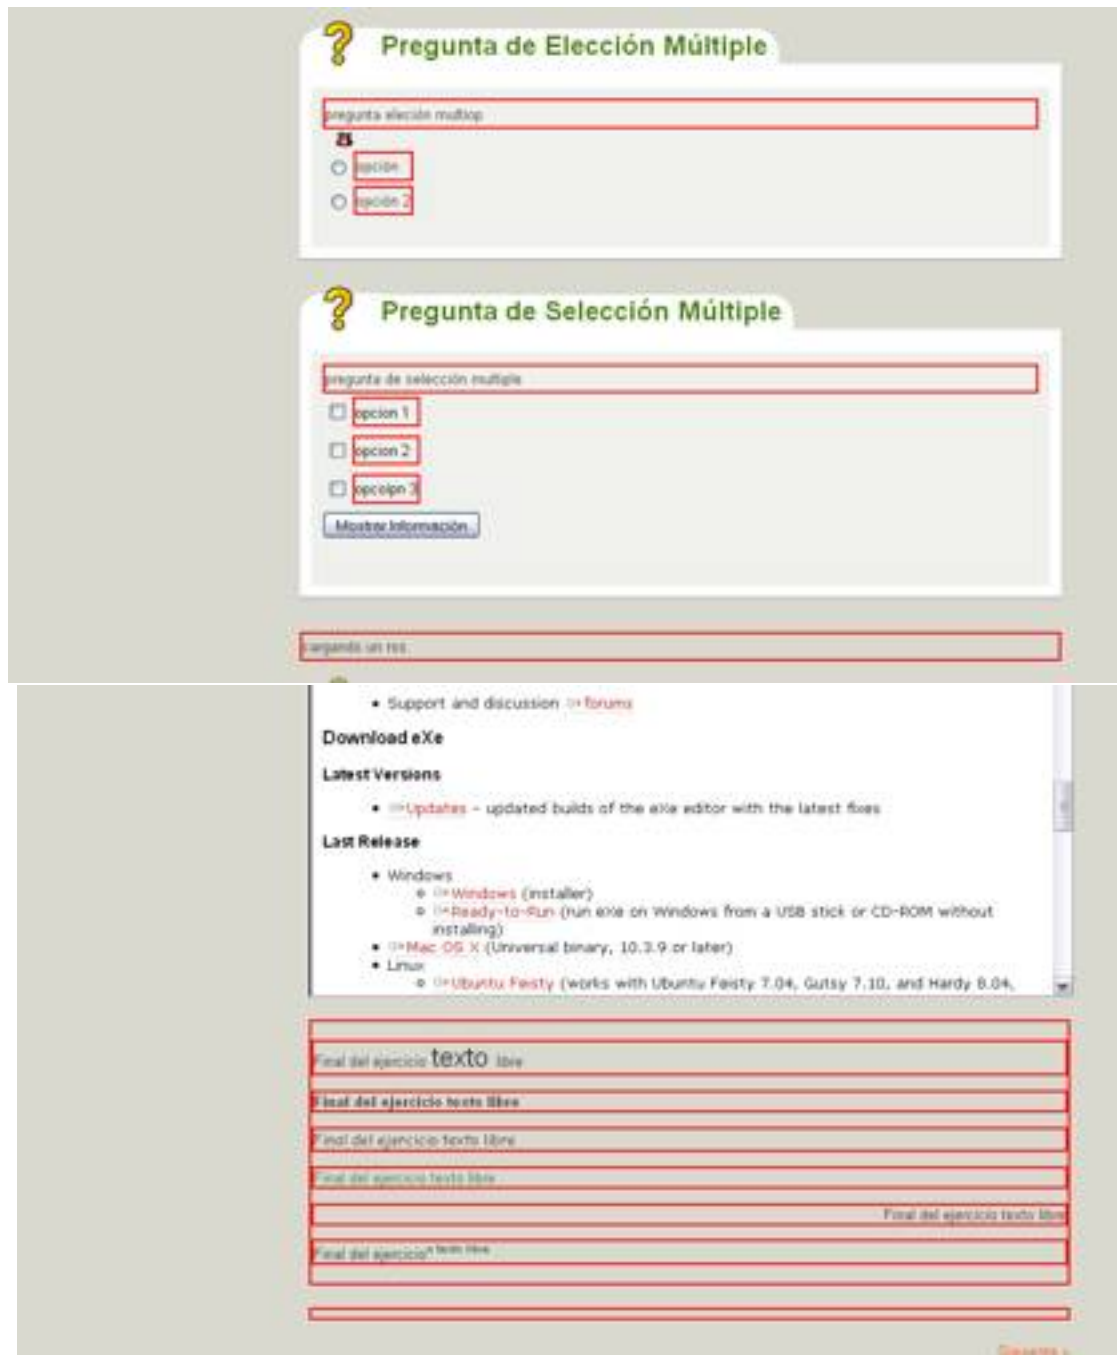 Pregunta de Elección Múltiple
pregunta eleción multiop
opción
opción 2
Pregunta de Selección Múltiple
pregunta de selección multiple
opcion 1
opcion 2
opcoipn 3
Mostrar Información
cargando un rss
Support and discussion forums
Download eXe
Latest Versions
Updates - updated builds of the eXe editor with the latest fixes
Last Release
Windows
Windows (installer)
Ready-to-Run (run eXe on Windows from a USB stick or CD-ROM without
installing)
Mac OS X (Universal binary, 10.3.9 or later)
Linux
Ubuntu Feisty (works with Ubuntu Feisty 7.04, Gutsy 7.10, and Hardy 8.04,
Final del ejercicio texto libre
Final del ejercicio texto libre
Final del ejercicio texto libre
Final del ejercicio texto libre
Final del ejercicio texto libre
Final del ejercicio texto libre
Siguiente »